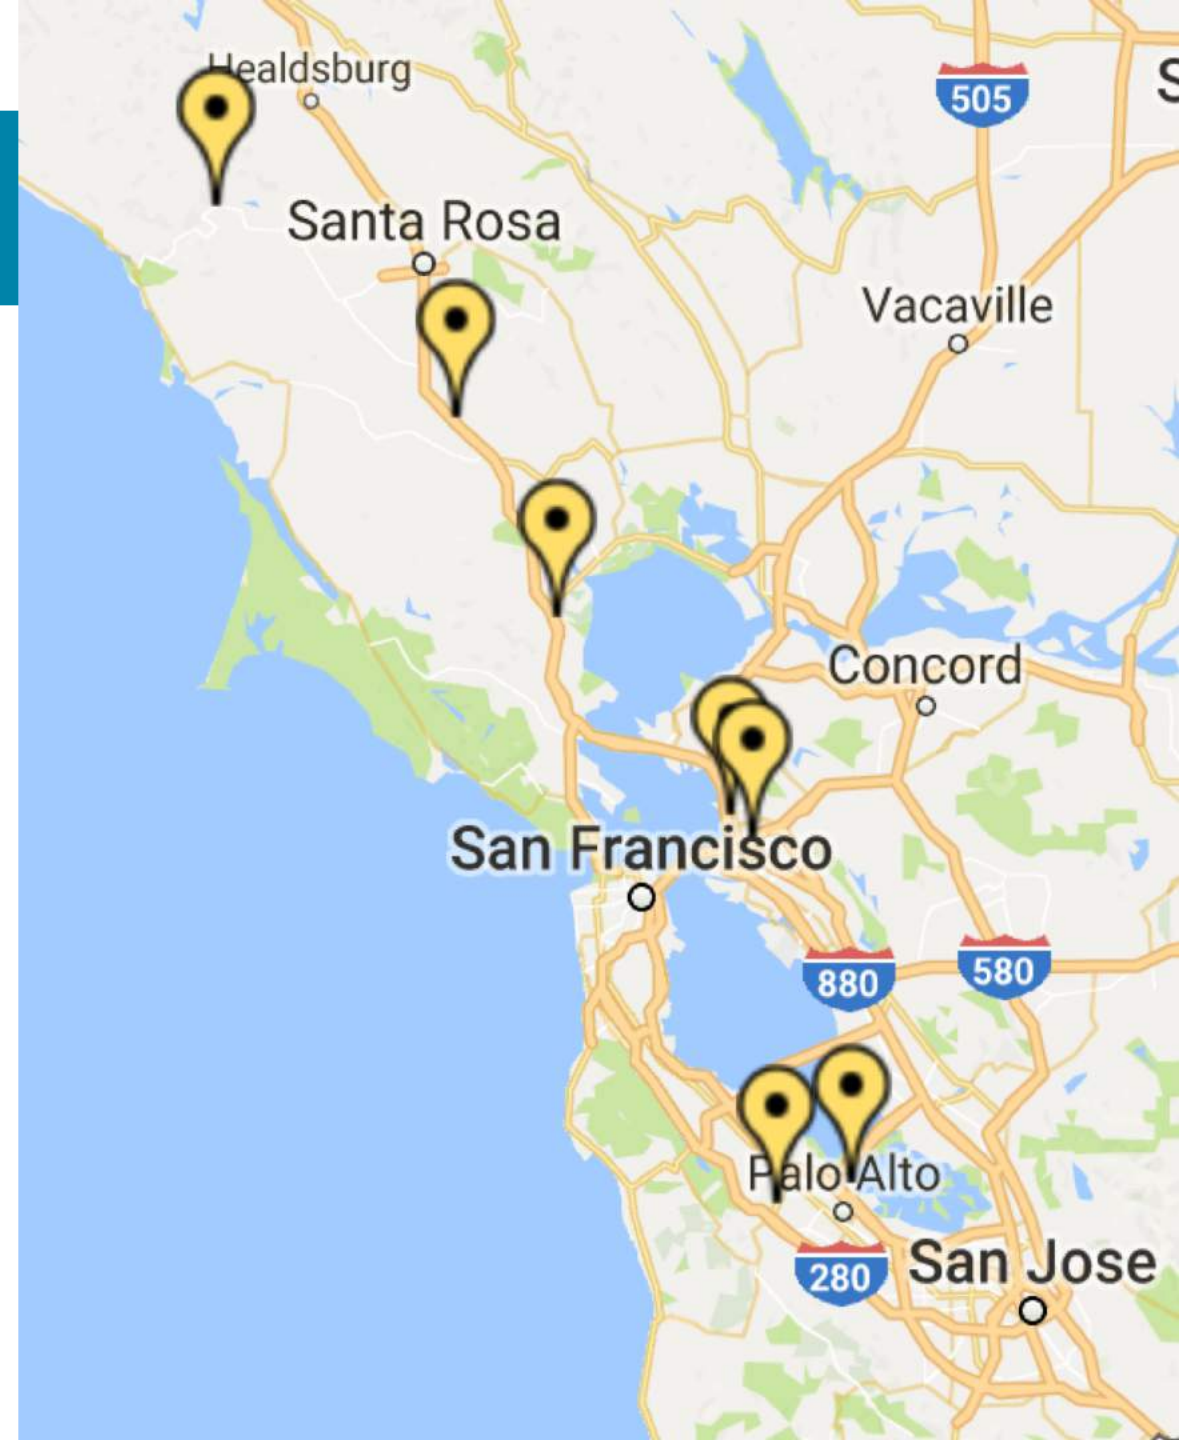 Healdsburg
505
S
Santa Rosa
Vacaville
Concord
San Francisco
880
580
Palo Alto
280
San Jose